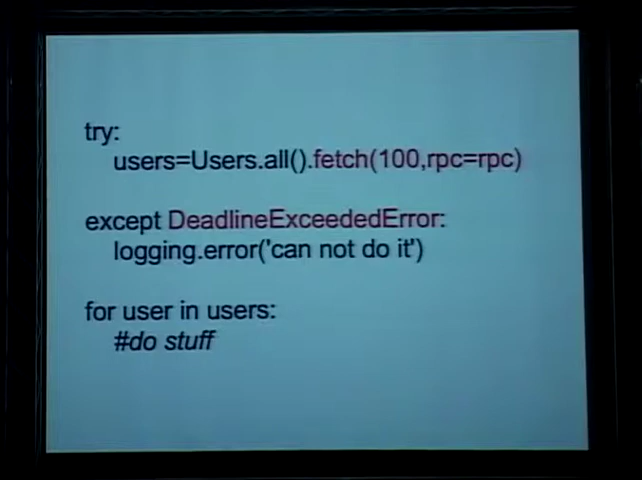 try:
users=Users.all().fetch(100,rpc=rpc)
except DeadlineExceededError:
logging.error('can not do it')
for user in users:
#do stuff